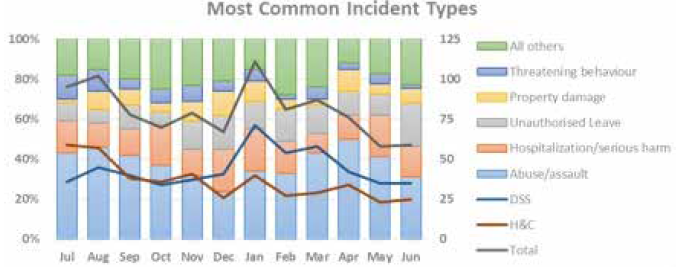 Most Common Incident Types
100%
80%
60%
40%
20%
0%
125
100
75
50
25
0
Jul Aug Sep Oct Nov Dec Jan Feb Mar Apr May Jun
All others
Threatening behaviour
Property damage
Unauthorised Leave
Hospitalization/serious harm
Abuse/assault
DSS
H&C
Total